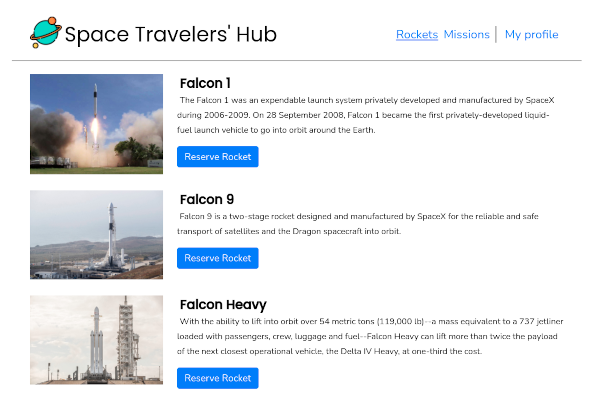 Space Travelers' Hub
Rockets Missions My profile
Falcon 1
The Falcon 1 was an expendable launch system privately developed and manufactured by SpaceX
during 2006-2009. On 28 September 2008, Falcon 1 became the first privately-developed liquid-
fuel launch vehicle to go into orbit around the Earth.
Reserve Rocket
Falcon 9
Falcon 9 is a two-stage rocket designed and manufactured by SpaceX for the reliable and safe
transport of satellites and the Dragon spacecraft into orbit.
Reserve Rocket
Falcon Heavy
With the ability to lift into orbit over 54 metric tons (119,000 lb)--a mass equivalent to a 737 jetliner
loaded with passengers, crew, luggage and fuel--Falcon Heavy can lift more than twice the payload
of the next closest operational vehicle, the Delta IV Heavy, at one-third the cost.
Reserve Rocket